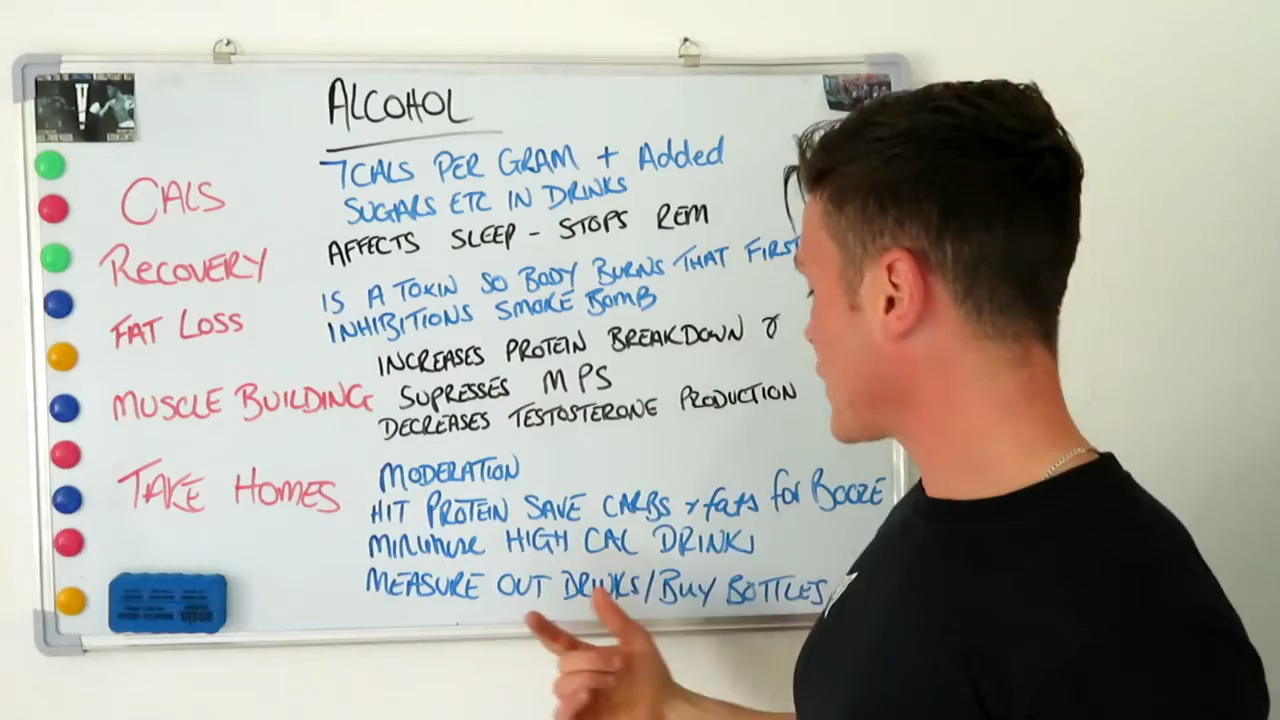 ALCOHOL
CALS
7CALS PER GRAM + Added
SUGARS ETC IN DRINKS
RECOVERY
AFFECTS SLEEP - STOPS REM
FAT LOSS
IS A TOXIN SO BODY BURNS THAT FIRST
INHIBITIONS SMOKE BOMB
MUSCLE BUILDING
INCREASES PROTEIN BREAKDOWN &
SUPRESSES MPS
DECREASES TESTOSTERONE PRODUCTION
TAKE HOMES
MODERATION
HIT PROTEIN SAVE CARBS & fats for BOOZE
MINIMISE HIGH CAL DRINKS
MEASURE OUT DRINKS/BUY BOTTLES